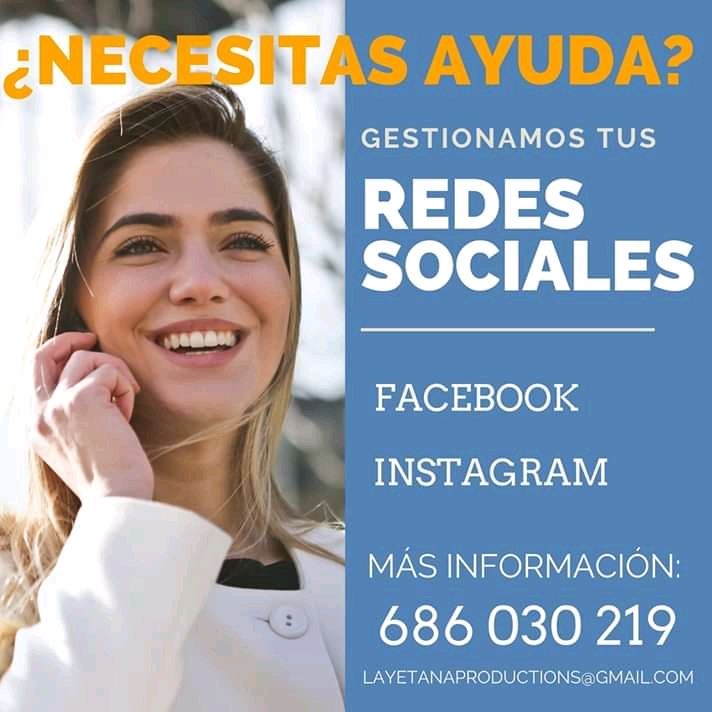 ¿NECESITAS AYUDA?
GESTIONAMOS TUS
REDES
SOCIALES
FACEBOOK
INSTAGRAM
MÁS INFORMACIÓN:
686 030 219
LAYETANAPRODUCTIONS@GMAIL.COM